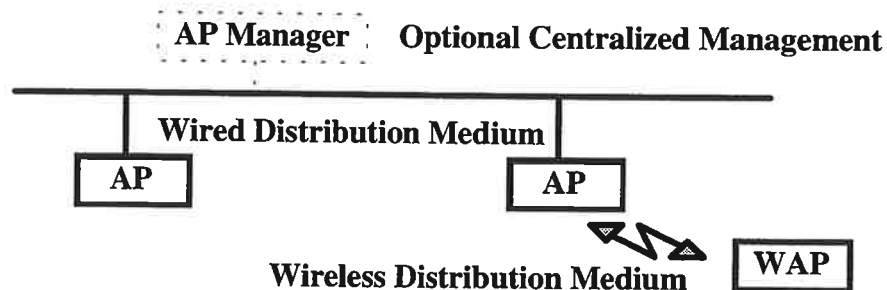 AP Manager Optional Centralized Management
Wired Distribution Medium
AP AP
Wireless Distribution Medium WAP